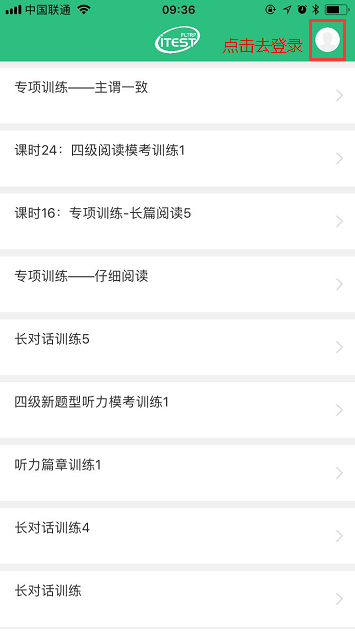 中国联通 09:36
FLTRP
iTEST
点击去登录
专项训练——主谓一致
课时24：四级阅读模考训练1
课时16：专项训练-长篇阅读5
专项训练——仔细阅读
长对话训练5
四级新题型听力模考训练1
听力篇章训练1
长对话训练4
长对话训练